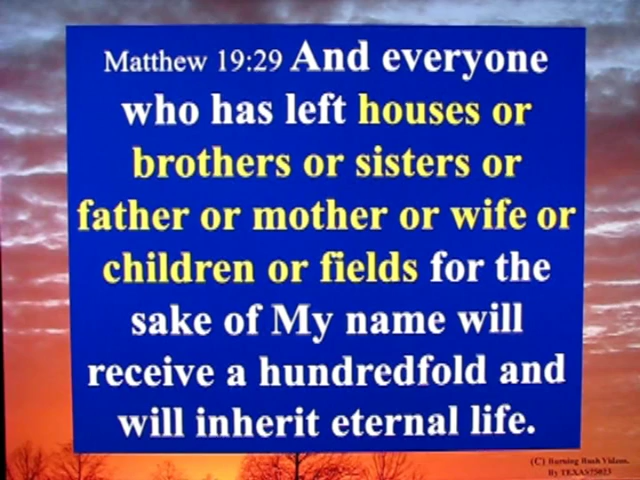 Matthew 19:29 And everyone
who has left houses or
brothers or sisters or
father or mother or wife or
children or fields for the
sake of My name will
receive a hundredfold and
will inherit eternal life.
(C) Burning Bush Videos.
By TEXAS75023